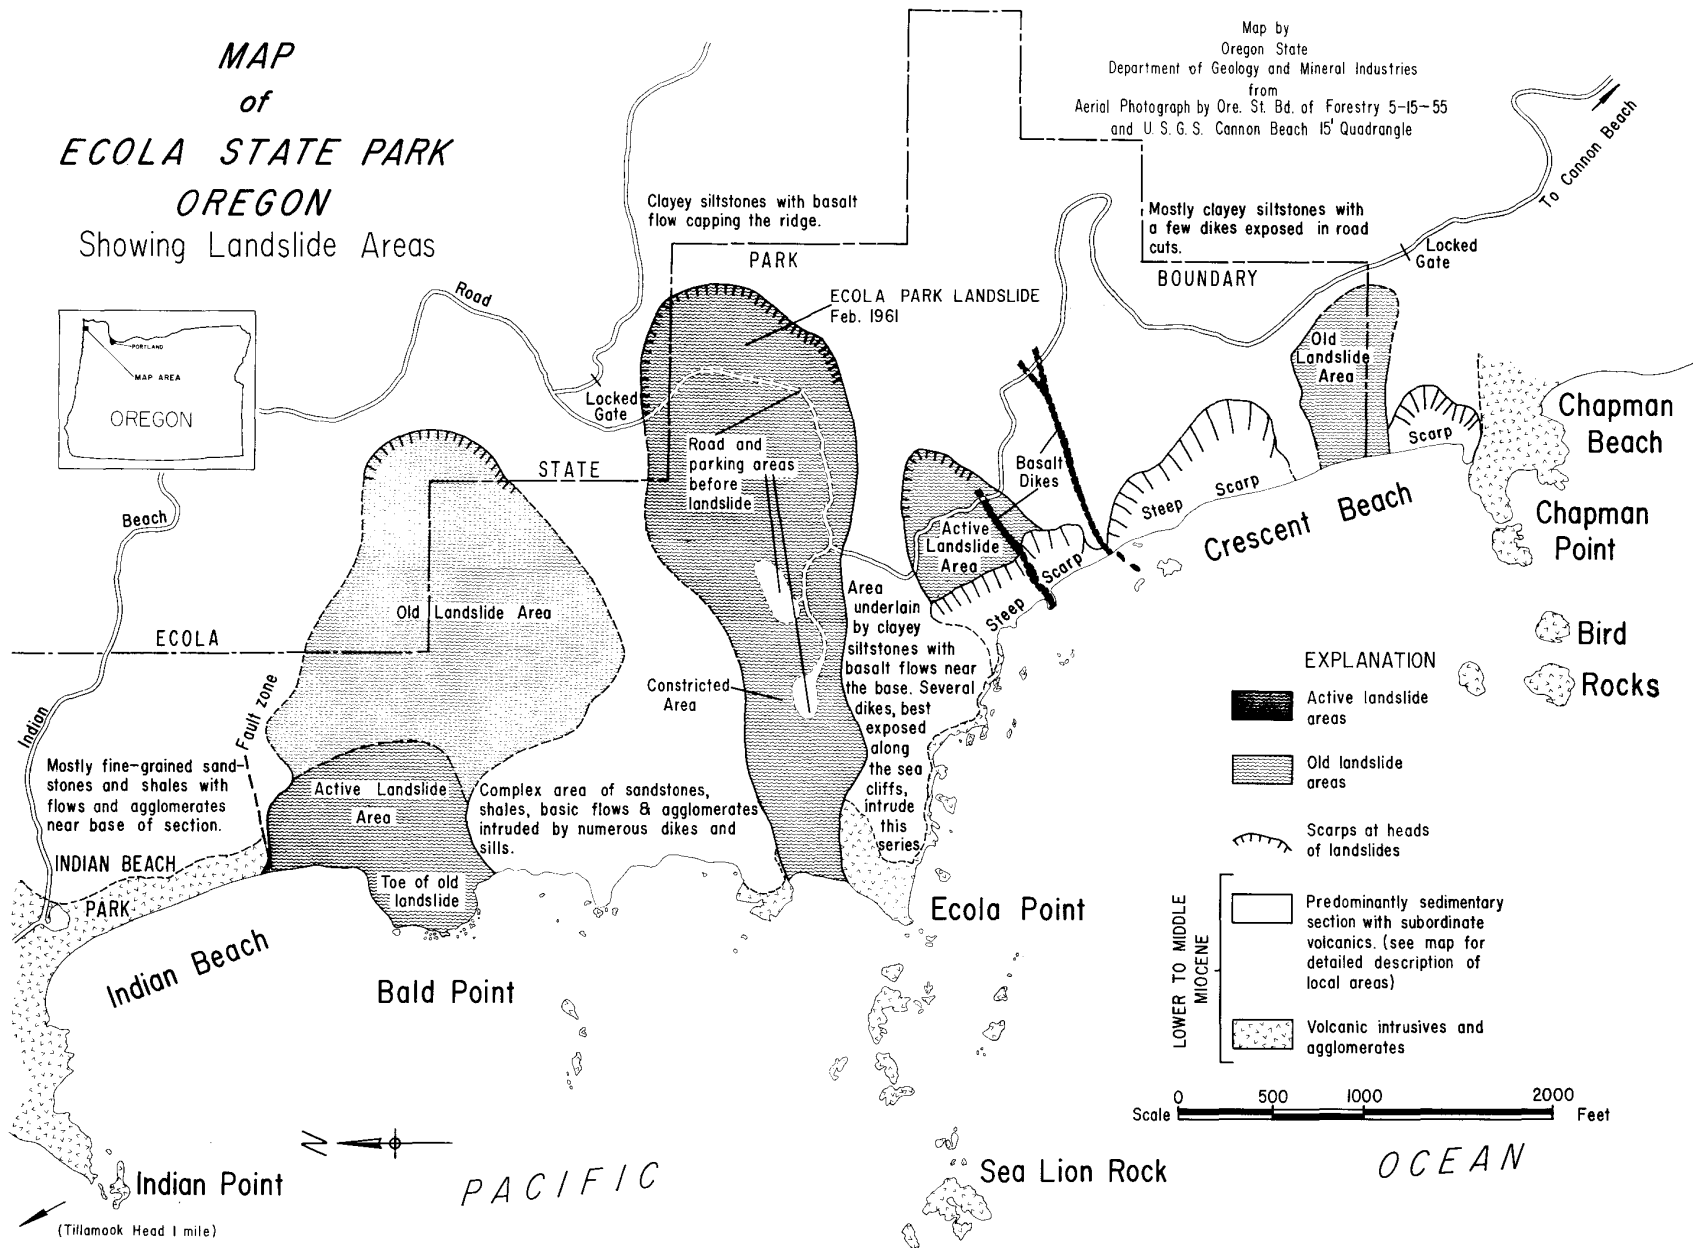 MAP
of
ECOLA STATE PARK
OREGON
Showing Landslide Areas
Map by
Oregon State
Department of Geology and Mineral Industries
from
Aerial Photograph by Ore. St. Bd. of Forestry 5-15-55
and U.S.G.S. Cannon Beach 15' Quadrangle
To Cannon Beach
Clayey siltstones with basalt
flow capping the ridge.
Mostly clayey siltstones with
a few dikes exposed in road
cuts.
Locked
Gate
PARK
BOUNDARY
Road
ECOLA PARK LANDSLIDE
Feb. 1961
PORTLAND
MAP AREA
OREGON
Locked
Gate
Old
Landslide
Area
Chapman
Beach
Scarp
Road and
parking areas
before
landslide
STATE
Basalt
Dikes
Steep Scarp
Crescent Beach
Chapman
Point
Beach
Active
Landslide
Area
Scarp
Steep
Old Landslide Area
Area
underlain
by clayey
siltstones with
basalt flows near
the base. Several
dikes, best
exposed
along
the sea
cliffs,
intrude
this
series
ECOLA
Bird
Rocks
Constricted
Area
Fault zone
Indian
Mostly fine-grained sand-
stones and shales with
flows and agglomerates
near base of section.
Active Landslide
Area
Complex area of sandstones,
shales, basic flows & agglomerates
intruded by numerous dikes and
sills.
INDIAN BEACH
PARK
Toe of old
landslide
Indian Beach
Bald Point
Ecola Point
EXPLANATION
Active landslide
areas
Old landslide
areas
Scarps at heads
of landslides
LOWER TO MIDDLE
MIOCENE
Predominantly sedimentary
section with subordinate
volcanics. (see map for
detailed description of
local areas)
Volcanic intrusives and
agglomerates
0 500 1000 2000
Scale Feet
N
Indian Point
(Tillamook Head 1 mile)
PACIFIC
Sea Lion Rock
OCEAN